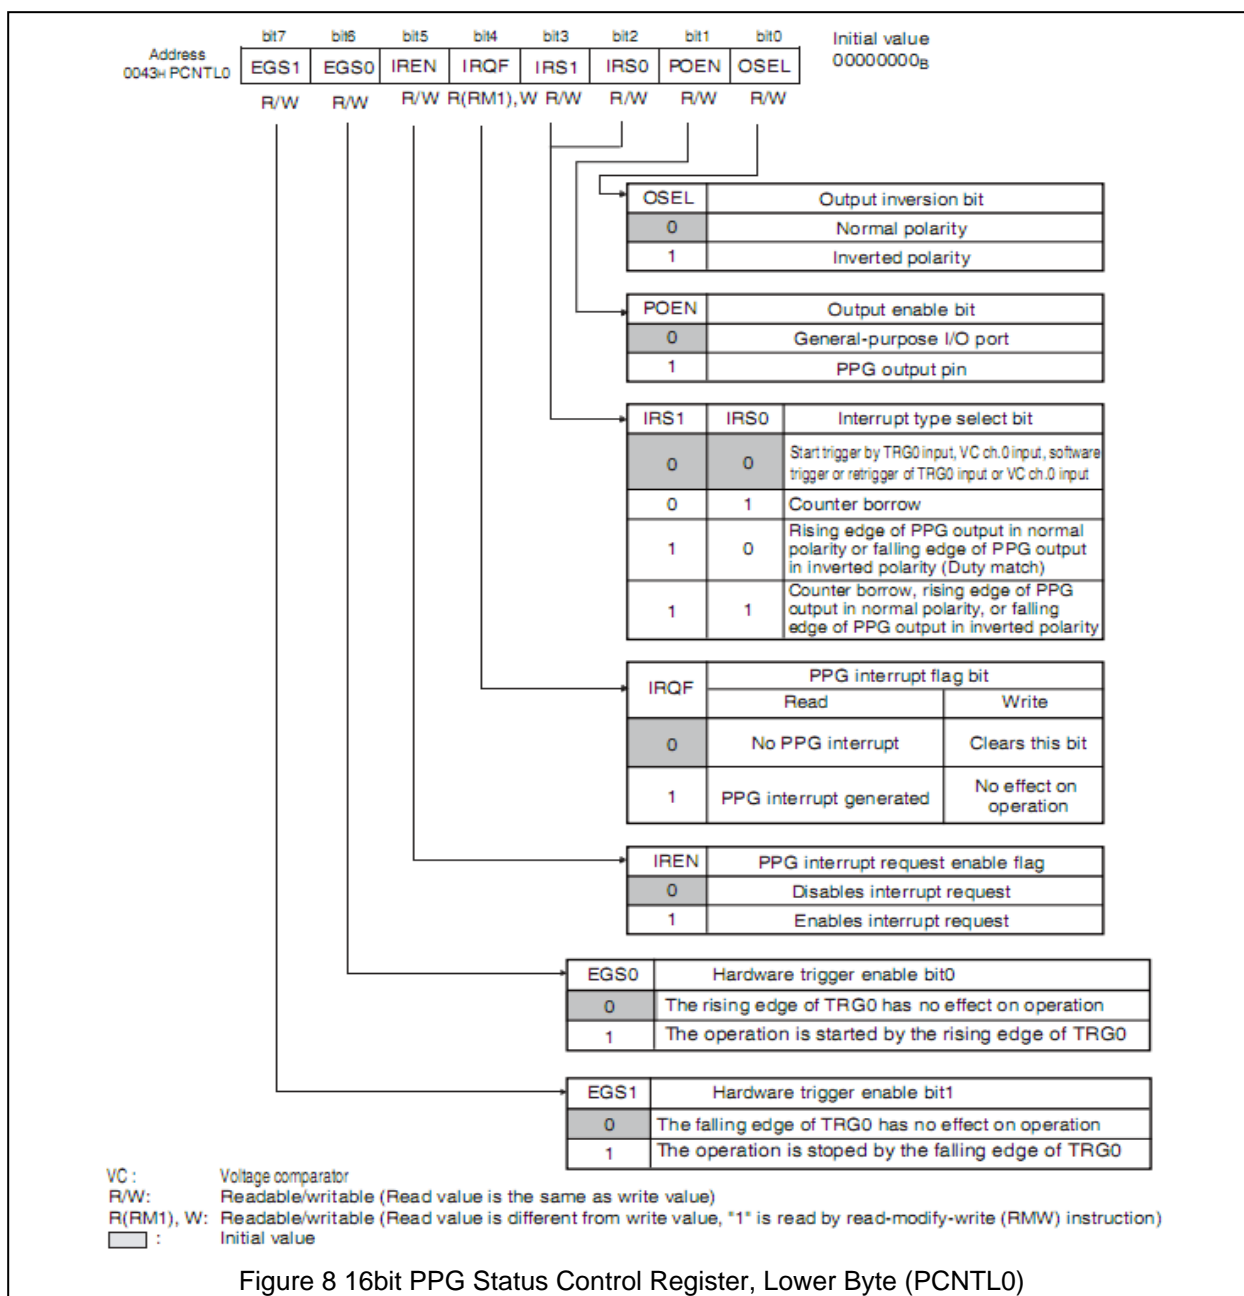 bit7 bit6 bit5 bit4 bit3 bit2 bit1 bit0 Initial value
Address
0043H PCNTL0 EGS1 EGS0 IREN IRQF IRS1 IRS0 POEN OSEL 00000000B
R/W R/W R/W R(RM1),W R/W R/W R/W R/W
OSEL Output inversion bit
0 Normal polarity
1 Inverted polarity
POEN Output enable bit
0 General-purpose I/O port
1 PPG output pin
IRS1 IRS0 Interrupt type select bit
0 0 Start trigger by TRG0 input, VC ch.0 input, software
trigger or retrigger of TRG0 input or VC ch.0 input
0 1 Counter borrow
1 0 Rising edge of PPG output in normal
polarity or falling edge of PPG output
in inverted polarity (Duty match)
1 1 Counter borrow, rising edge of PPG
output in normal polarity, or falling
edge of PPG output in inverted polarity
IRQF PPG interrupt flag bit
Read Write
0 No PPG interrupt Clears this bit
1 PPG interrupt generated No effect on
operation
IREN PPG interrupt request enable flag
0 Disables interrupt request
1 Enables interrupt request
EGS0 Hardware trigger enable bit0
0 The rising edge of TRG0 has no effect on operation
1 The operation is started by the rising edge of TRG0
EGS1 Hardware trigger enable bit1
0 The falling edge of TRG0 has no effect on operation
1 The operation is stoped by the falling edge of TRG0
VC : Voltage comparator
R/W: Readable/writable (Read value is the same as write value)
R(RM1), W: Readable/writable (Read value is different from write value, "1" is read by read-modify-write (RMW) instruction)
: Initial value
Figure 8 16bit PPG Status Control Register, Lower Byte (PCNTL0)